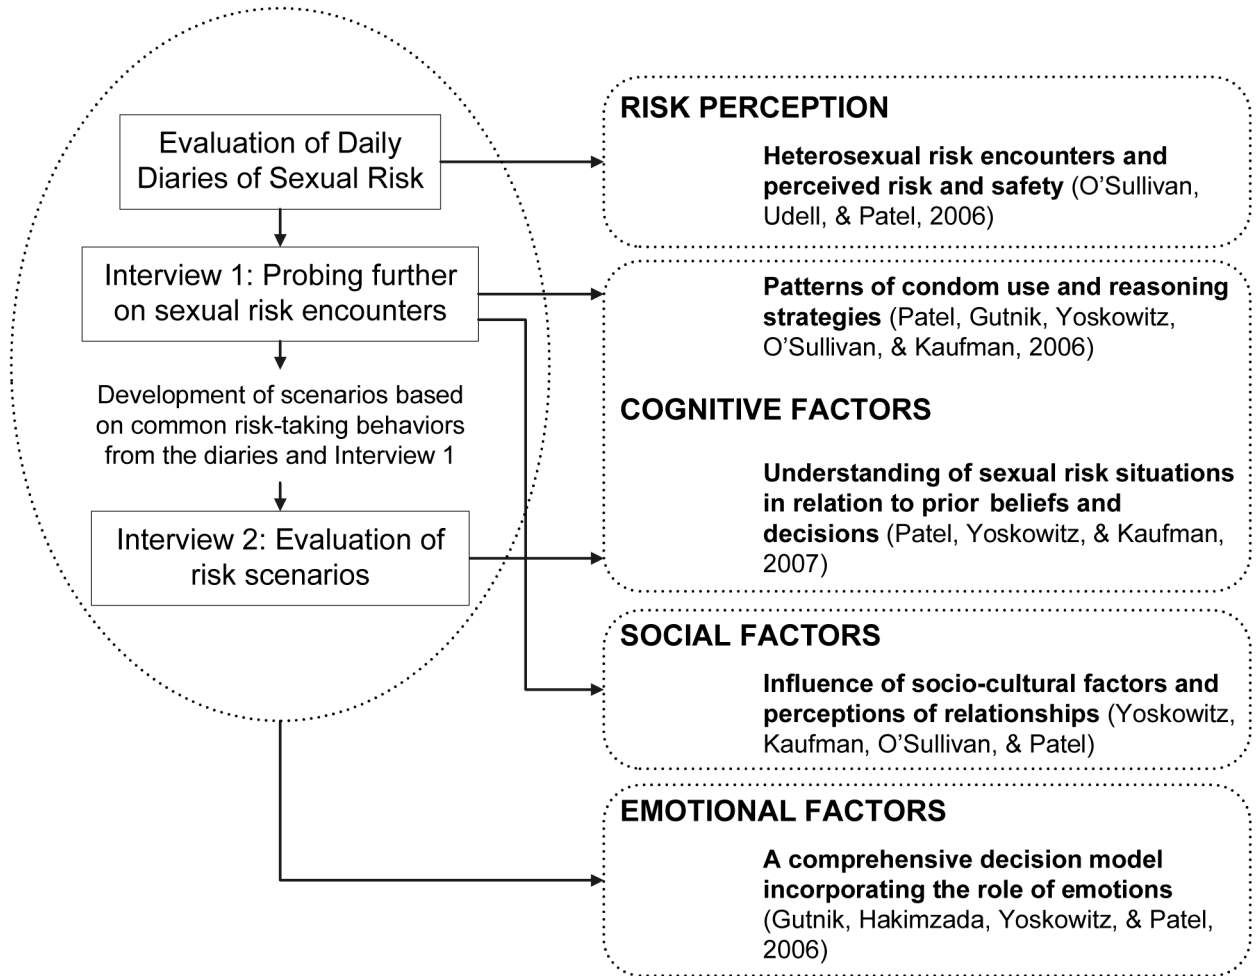 Evaluation of Daily
Diaries of Sexual Risk
Interview 1: Probing further
on sexual risk encounters
Development of scenarios based
on common risk-taking behaviors
from the diaries and Interview 1
Interview 2: Evaluation of
risk scenarios
RISK PERCEPTION
Heterosexual risk encounters and
perceived risk and safety (O’Sullivan,
Udell, & Patel, 2006)
Patterns of condom use and reasoning
strategies (Patel, Gutnik, Yoskowitz,
O’Sullivan, & Kaufman, 2006)
COGNITIVE FACTORS
Understanding of sexual risk situations
in relation to prior beliefs and
decisions (Patel, Yoskowitz, & Kaufman,
2007)
SOCIAL FACTORS
Influence of socio-cultural factors and
perceptions of relationships (Yoskowitz,
Kaufman, O’Sullivan, & Patel)
EMOTIONAL FACTORS
A comprehensive decision model
incorporating the role of emotions
(Gutnik, Hakimzada, Yoskowitz, & Patel,
2006)